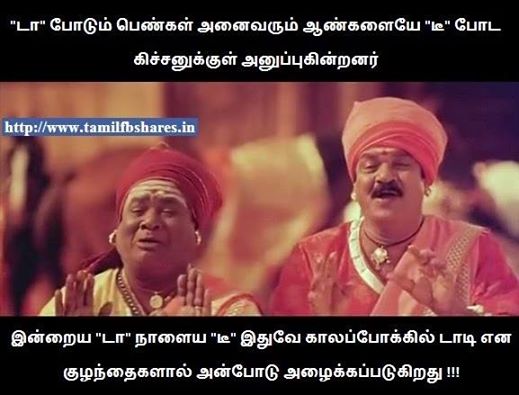 "டா" போடும் பெண்கள் அனைவரும் ஆண்களையே "டீ" போட
கிச்சனுக்குள் அனுப்புகின்றனர்
http://www.tamilfbshares.in
இன்றைய "டா" நாளைய "டீ" இதுவே காலப்போக்கில் டாடி என
குழந்தைகளால் அன்போடு அழைக்கப்படுகிறது !!!